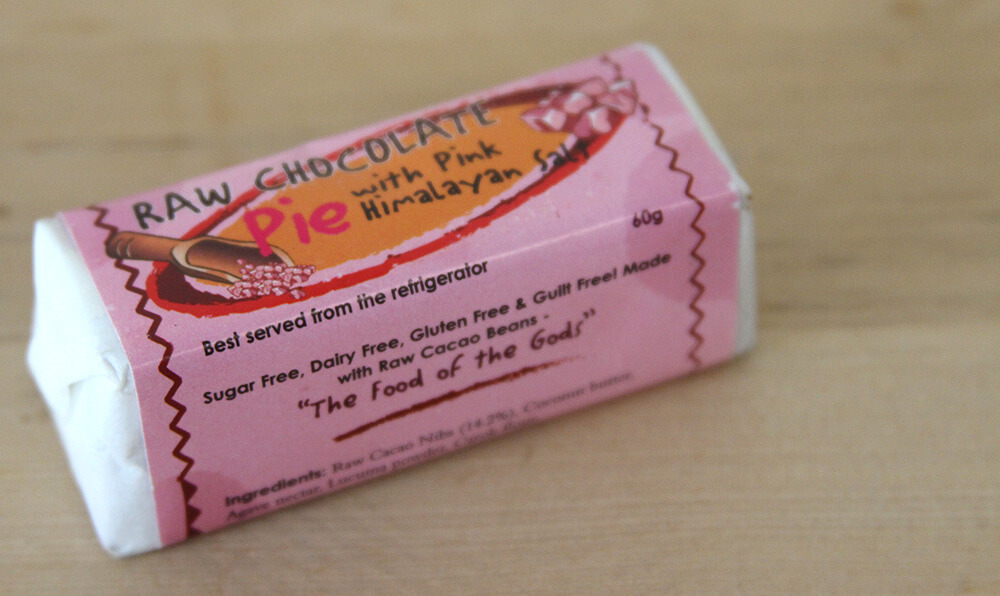 RAW CHOCOLATE
Pie with Pink
Himalayan Salt
60g
Best served from the refrigerator
Sugar Free, Dairy Free, Gluten Free & Guilt Free! Made
with Raw Cacao Beans -
"The Food of the Gods"
Ingredients: Raw Cacao Nibs (14.2%), Coconut butter,
Agave nectar, Lucuma powder, Carob